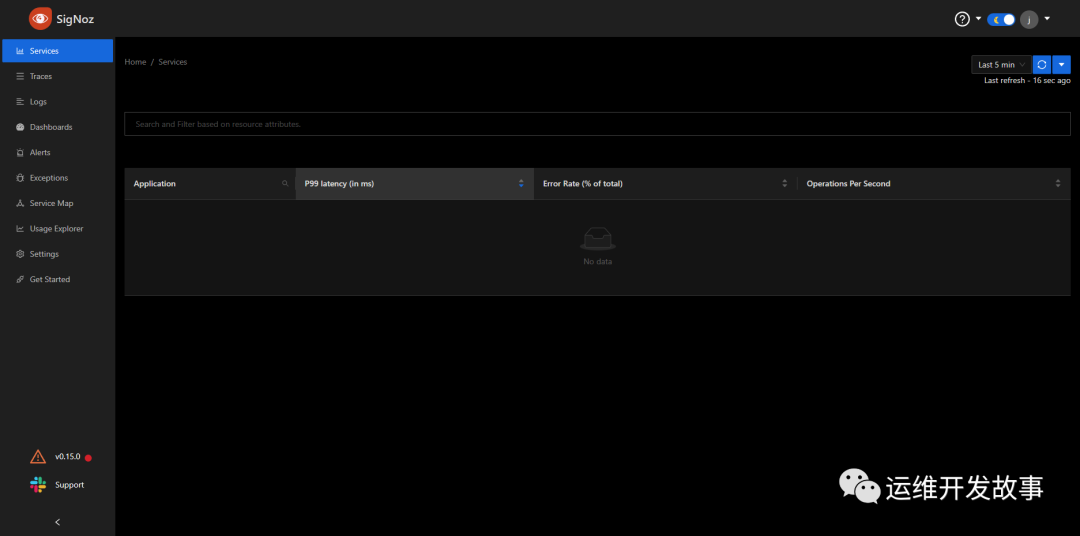 SigNoz
j
Services
Traces
Logs
Dashboards
Alerts
Exceptions
Service Map
Usage Explorer
Settings
Get Started
v0.15.0
Support
Home / Services
Last 5 min
Last refresh - 16 sec ago
Search and Filter based on resource attributes.
Application P99 latency (in ms) Error Rate (% of total) Operations Per Second
No data
运维开发故事